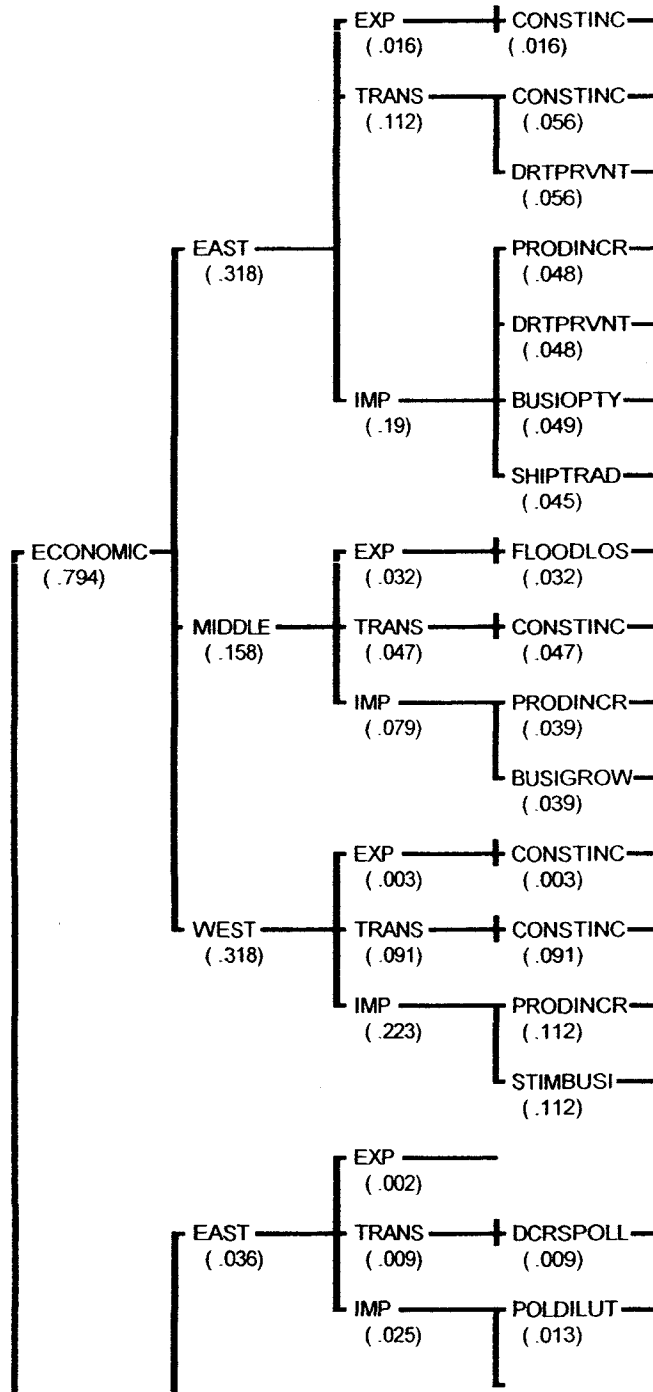 EXP CONSTINC
( .016) ( .016)
TRANS CONSTINC
( .112) ( .056)
DRTPRVNT
( .056)
EAST PRODINCR
( .318) ( .048)
DRTPRVNT
( .048)
IMP BUSIOPTY
( .19) ( .049)
SHIPTRAD
( .045)
ECONOMIC EXP FLOODLOS
( .794) ( .032) ( .032)
MIDDLE TRANS CONSTINC
( .158) ( .047) ( .047)
IMP PRODINCR
( .079) ( .039)
BUSIGROW
( .039)
EXP CONSTINC
( .003) ( .003)
WEST TRANS CONSTINC
( .318) ( .091) ( .091)
IMP PRODINCR
( .223) ( .112)
STIMBUSI
( .112)
EXP
( .002)
EAST TRANS DCRSPOLL
( .036) ( .009) ( .009)
IMP POLDILUT
( .025) ( .013)